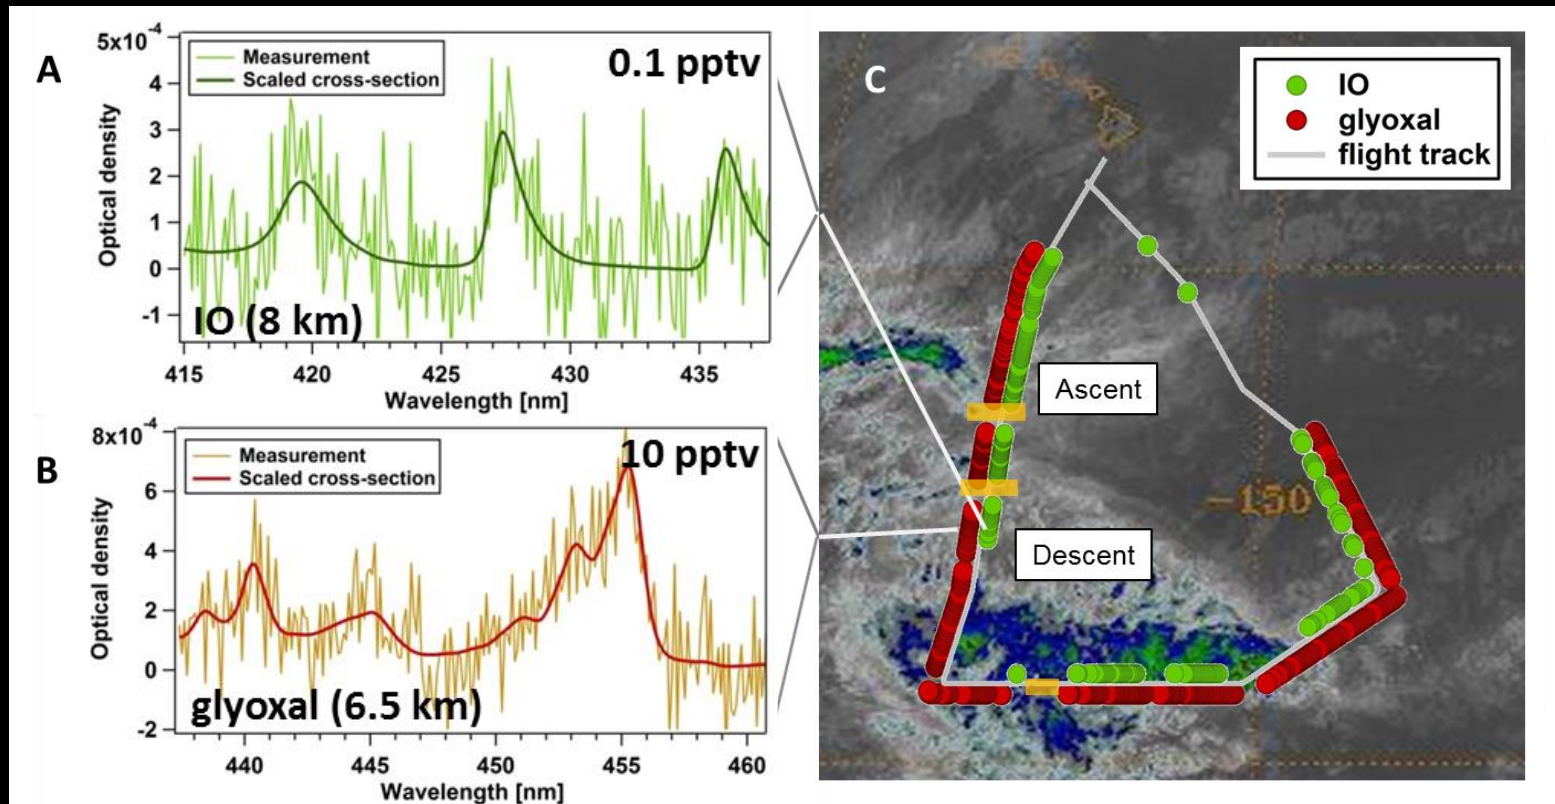 A
5x10⁻⁴
4
3
2
1
0
-1
Optical density
Measurement
Scaled cross-section
0.1 pptv
IO (8 km)
415
420
425
430
435
Wavelength [nm]
B
8x10⁻⁴
6
4
2
0
-2
Optical density
Measurement
Scaled cross-section
10 pptv
glyoxal (6.5 km)
440
445
450
455
460
Wavelength [nm]
C
IO
glyoxal
flight track
Ascent
-150
Descent